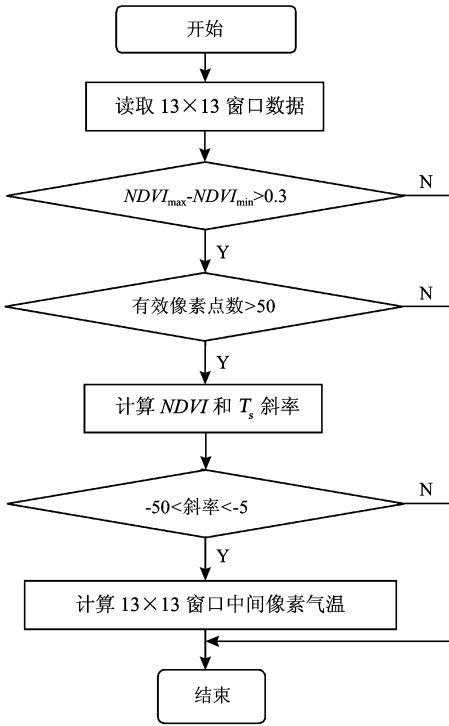 开始
读取 13×13 窗口数据
NDVImax-NDVImin>0.3
N
Y
有效像素点数>50
N
Y
计算 NDVI 和 Ts 斜率
-50<斜率<-5
N
Y
计算 13×13 窗口中间像素气温
结束